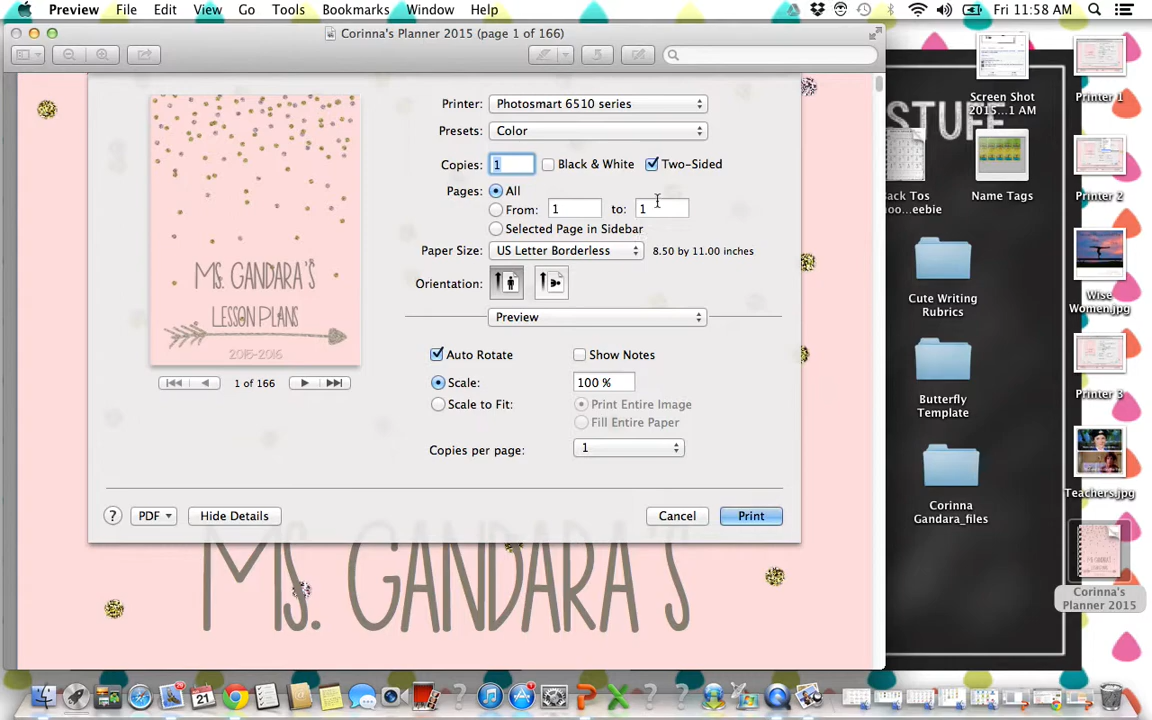 Preview File Edit View Go Tools Bookmarks Window Help Fri 11:58 AM
Corinna's Planner 2015 (page 1 of 166)
Printer: Photosmart 6510 series
Presets: Color
Copies: 1 Black & White Two-Sided
Pages: All
From: 1 to: 1
Selected Page in Sidebar
Paper Size: US Letter Borderless 8.50 by 11.00 inches
Orientation:
Preview
Auto Rotate Show Notes
Scale: 100 %
Scale to Fit: Print Entire Image
Fill Entire Paper
Copies per page: 1
? PDF Hide Details Cancel Print
MS. GANDARA'S
LESSON PLANS
2015-2016
1 of 166
MS. GANDARA'S
STUFF
Screen Shot
2015...1 AM
Printer 1
Back Tos
hoo...eebie
Name Tags
Printer 2
Cute Writing
Rubrics
Wise
Women.jpg
Butterfly
Template
Printer 3
Corinna
Gandara_files
Teachers.jpg
Corinna's
Planner 2015